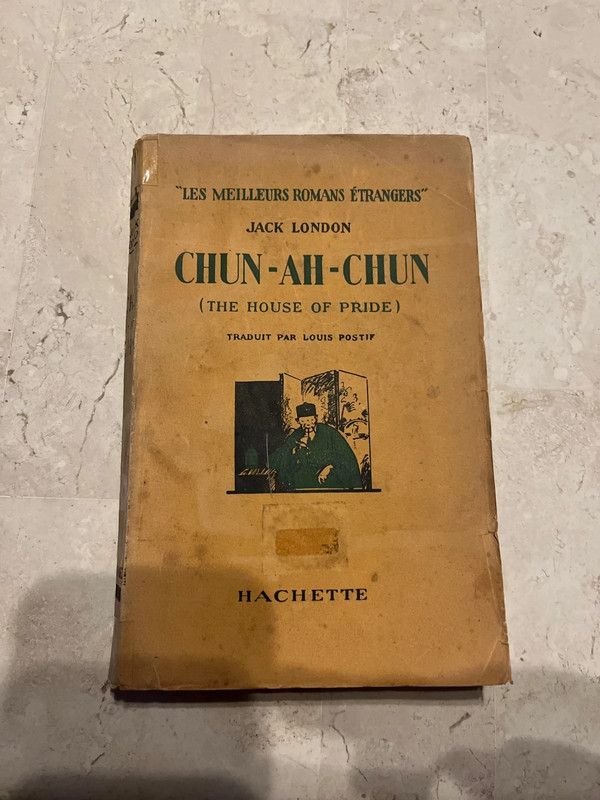 "LES MEILLEURS ROMANS ÉTRANGERS"
JACK LONDON
CHUN-AH-CHUN
(THE HOUSE OF PRIDE)
TRADUIT PAR LOUIS POSTIF
HACHETTE